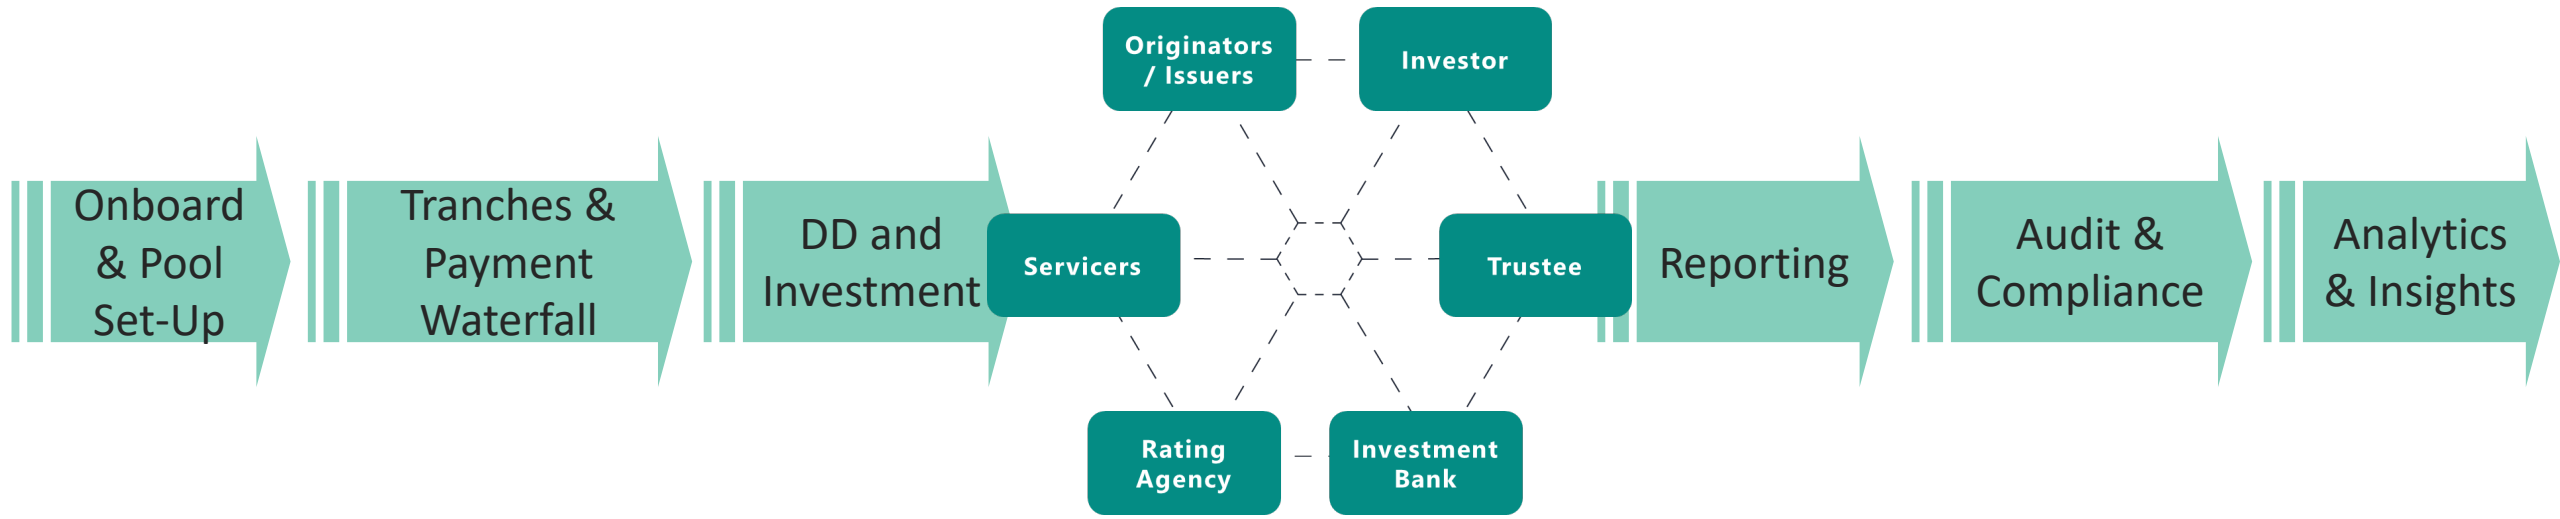 Onboard
& Pool
Set-Up
Tranches &
Payment
Waterfall
DD and
Investment
Originators
/ Issuers
Investor
Servicers
Trustee
Rating
Agency
Investment
Bank
Reporting
Audit &
Compliance
Analytics
& Insights